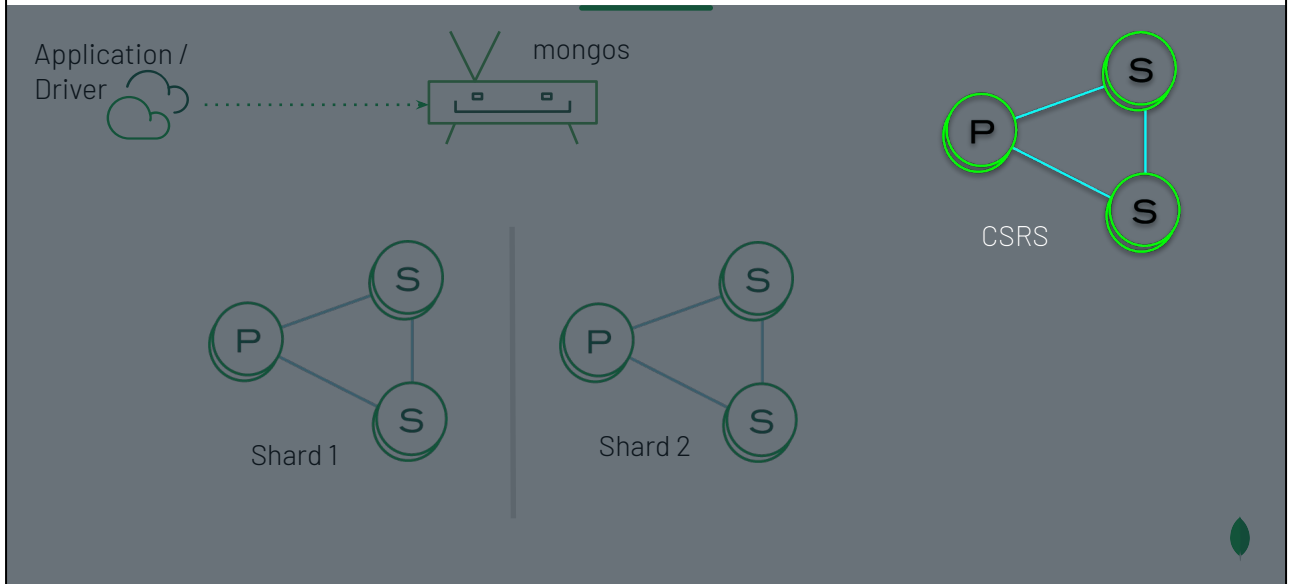 Application /
Driver
mongos
S
P
S
CSRS
S
P
S
Shard 1
S
P
S
Shard 2